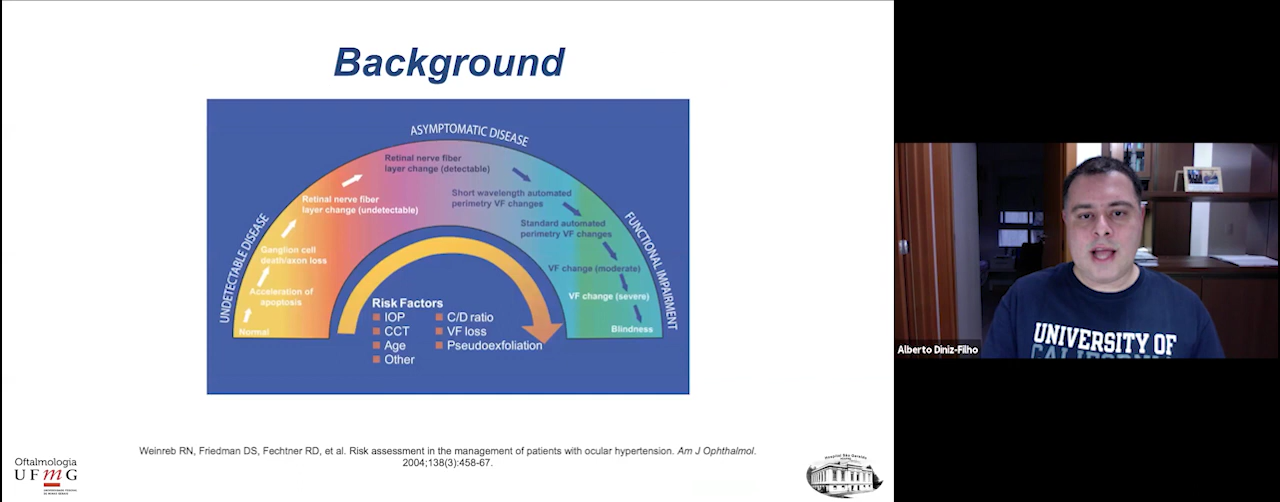 Background
ASYMPTOMATIC DISEASE
UNDETECTABLE DISEASE
FUNCTIONAL IMPAIRMENT
Normal
Acceleration of
apoptosis
Ganglion cell
death/axon loss
Retinal nerve fiber
layer change (undetectable)
Retinal nerve fiber
layer change (detectable)
Short wavelength automated
perimetry VF changes
Standard automated
perimetry VF changes
VF change (moderate)
VF change (severe)
Blindness
Risk Factors
IOP
CCT
Age
Other
C/D ratio
VF loss
Pseudoexfoliation
Weinreb RN, Friedman DS, Fechtner RD, et al. Risk assessment in the management of patients with ocular hypertension. Am J Ophthalmol.
2004;138(3):458-67.
Oftalmologia
UFmG
Hospital São Geraldo
Alberto Diniz-Filho
UNIVERSITY OF
CALIFORNIA